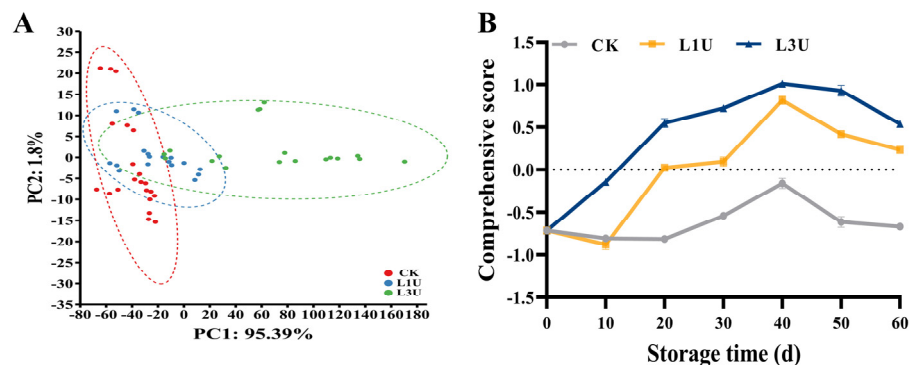 A
PC2: 1.8%
30
25
20
15
10
5
0
-5
-10
-15
-20
-25
-30
-35
CK
L1U
L3U
-80 -60 -40 -20 0 20 40 60 80 100 120 140 160 180
PC1: 95.39%
B
CK L1U L3U
Comprehensive score
1.5
1.0
0.5
0.0
-0.5
-1.0
-1.5
0 10 20 30 40 50 60
Storage time (d)